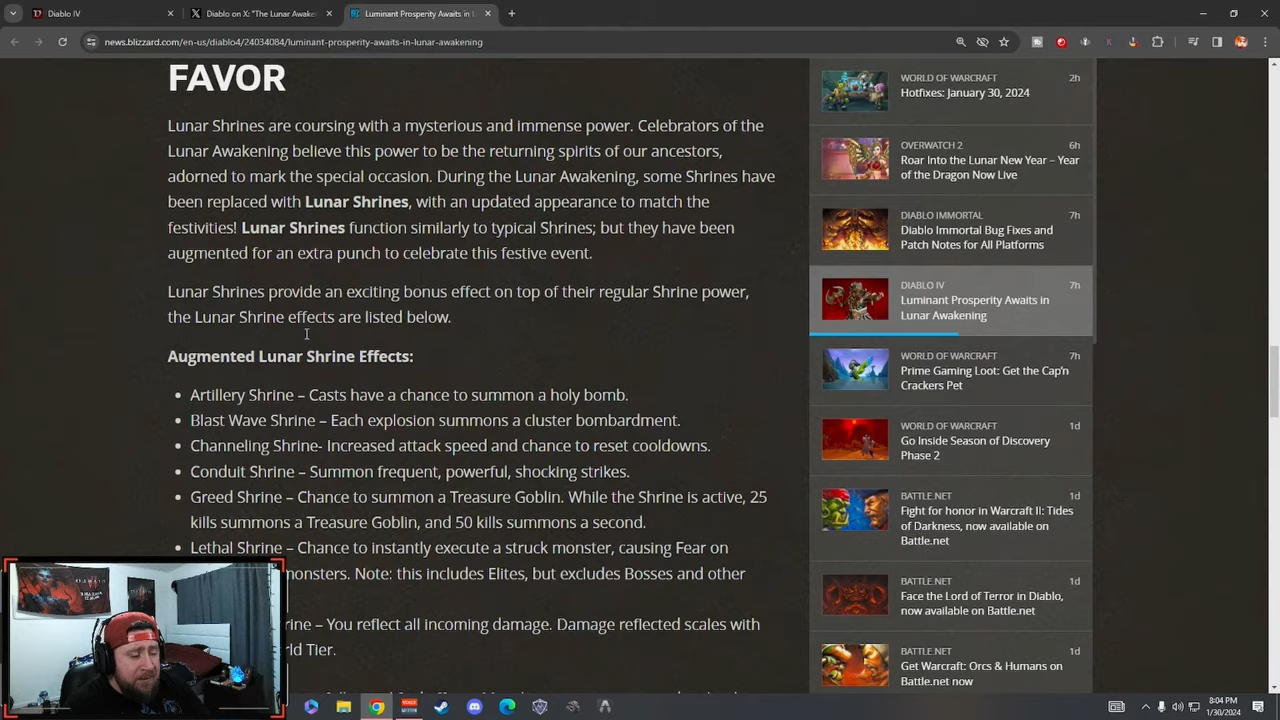 Diablo IV
Diablo on X: "The Lunar Awake
Luminant Prosperity Awaits in L
news.blizzard.com/en-us/diablo4/24034084/luminant-prosperity-awaits-in-lunar-awakening
FAVOR
Lunar Shrines are coursing with a mysterious and immense power. Celebrators of the
Lunar Awakening believe this power to be the returning spirits of our ancestors,
adorned to mark the special occasion. During the Lunar Awakening, some Shrines have
been replaced with Lunar Shrines, with an updated appearance to match the
festivities! Lunar Shrines function similarly to typical Shrines; but they have been
augmented for an extra punch to celebrate this festive event.
Lunar Shrines provide an exciting bonus effect on top of their regular Shrine power,
the Lunar Shrine effects are listed below.
Augmented Lunar Shrine Effects:
• Artillery Shrine – Casts have a chance to summon a holy bomb.
• Blast Wave Shrine – Each explosion summons a cluster bombardment.
• Channeling Shrine- Increased attack speed and chance to reset cooldowns.
• Conduit Shrine – Summon frequent, powerful, shocking strikes.
• Greed Shrine – Chance to summon a Treasure Goblin. While the Shrine is active, 25
kills summons a Treasure Goblin, and 50 kills summons a second.
• Lethal Shrine – Chance to instantly execute a struck monster, causing Fear on
monsters. Note: this includes Elites, but excludes Bosses and other
rine – You reflect all incoming damage. Damage reflected scales with
rld Tier.
WORLD OF WARCRAFT
2h
Hotfixes: January 30, 2024
OVERWATCH 2
6h
Roar Into the Lunar New Year – Year
of the Dragon Now Live
DIABLO IMMORTAL
7h
Diablo Immortal Bug Fixes and
Patch Notes for All Platforms
DIABLO IV
7h
Luminant Prosperity Awaits in
Lunar Awakening
WORLD OF WARCRAFT
7h
Prime Gaming Loot: Get the Cap'n
Crackers Pet
WORLD OF WARCRAFT
1d
Go Inside Season of Discovery
Phase 2
BATTLE.NET
1d
Fight for honor in Warcraft II: Tides
of Darkness, now available on
Battle.net
BATTLE.NET
1d
Face the Lord of Terror in Diablo,
now available on Battle.net
BATTLE.NET
1d
Get Warcraft: Orcs & Humans on
Battle.net now
8:04 PM
1/30/2024